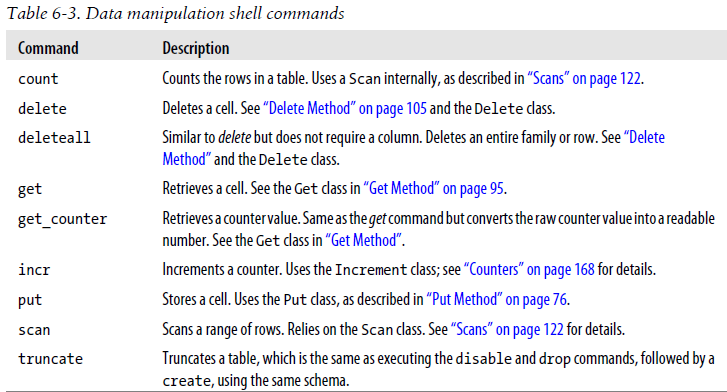 Table 6-3. Data manipulation shell commands
Command Description
count Counts the rows in a table. Uses a Scan internally, as described in “Scans” on page 122.
delete Deletes a cell. See “Delete Method” on page 105 and the Delete class.
deleteall Similar to delete but does not require a column. Deletes an entire family or row. See “Delete
Method” and the Delete class.
get Retrieves a cell. See the Get class in “Get Method” on page 95.
get_counter Retrieves a counter value. Same as the get command but converts the raw counter value into a readable
number. See the Get class in “Get Method”.
incr Increments a counter. Uses the Increment class; see “Counters” on page 168 for details.
put Stores a cell. Uses the Put class, as described in “Put Method” on page 76.
scan Scans a range of rows. Relies on the Scan class. See “Scans” on page 122 for details.
truncate Truncates a table, which is the same as executing the disable and drop commands, followed by a
create, using the same schema.